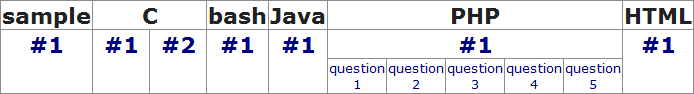 sample C bash Java PHP HTML
#1 #1 #2 #1 #1 #1 #1
question question question question question
1 2 3 4 5